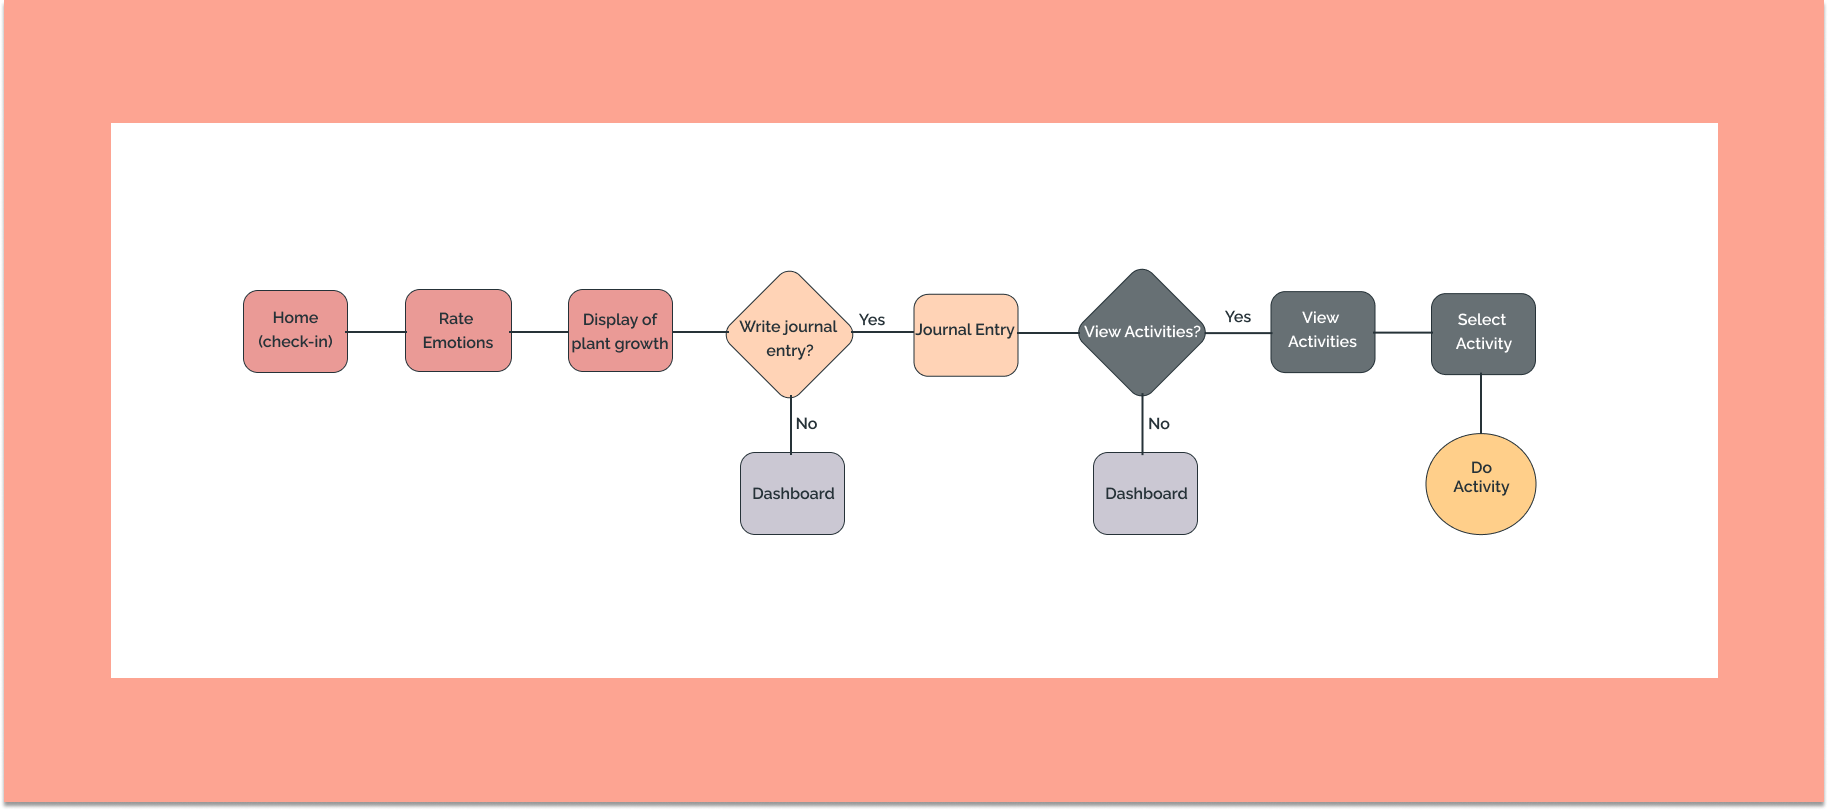 Home
(check-in)
Rate
Emotions
Display of
plant growth
Write journal
entry?
Yes
Journal Entry
View Activities?
Yes
View
Activities
Select
Activity
No
Dashboard
No
Dashboard
Do
Activity